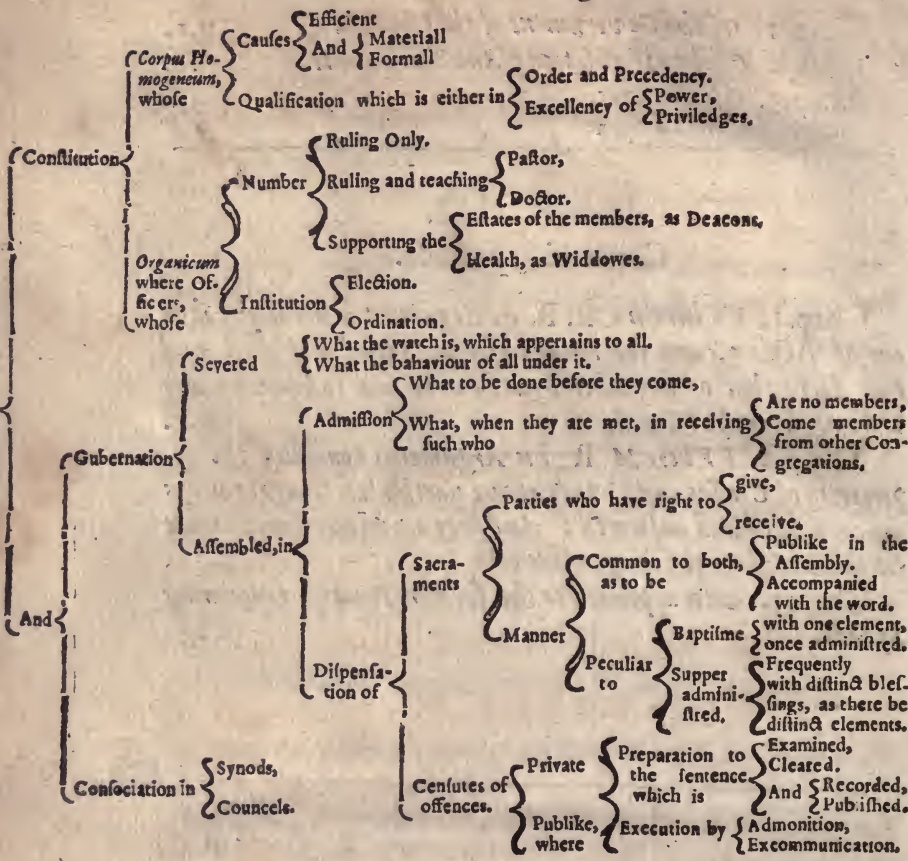 Efficient
Causes And Materiall
Formall
Corpus Ho-
mogeneum,
whose
Order and Precedency.
Qualification which is either in
Excellency of Power,
Priviledges.
Constitution
Ruling Only.
Number
Ruling and teaching
Pastor,
Doctor.
Supporting the
Estates of the members, as Deacons.
Health, as Widdowes.
Organicum
where Of-
ficers,
whose
Institution
Election.
Ordination.
What the watch is, which appertains to all.
Severed
What the bahaviour of all under it.
What to be done before they come,
Admission
What, when they are met, in receiving
such who
Are no members,
Come members
from other Con-
gregations.
Gubernation
Parties who have right to
give,
receive.
Assembled, in
Sacra-
ments
Common to both,
as to be
Publike in the
Assembly.
Accompanied
with the word.
And
Manner
Baptisme
with one element,
once administred.
Peculiar
to
Supper
admini-
stred.
Frequently
with distinct bles-
sings, as there be
distinct elements.
Dispensa-
tion of
Consociation in
Synods,
Councels.
Censutes of
offences.
Private
Publike,
where
Preparation to
the sentence
which is
Examined,
Cleared.
And Recorded,
Published.
Execution by
Admonition,
Excommunication.